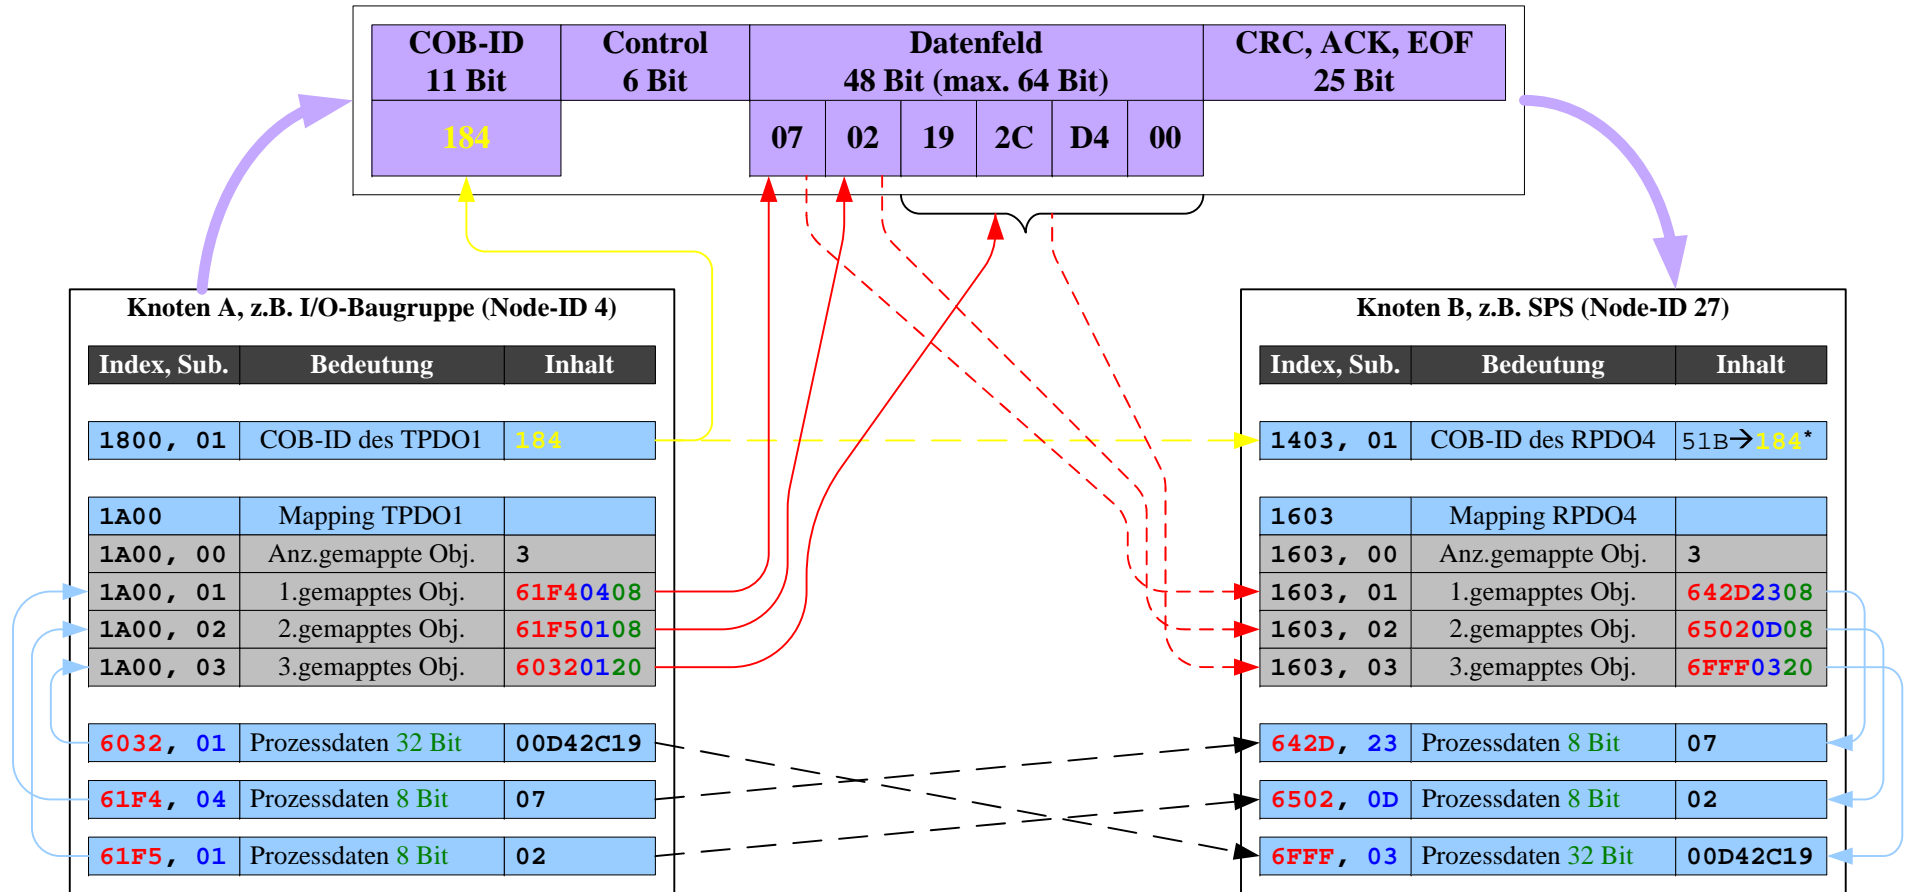 COB-ID Control Datenfeld CRC, ACK, EOF
11 Bit 6 Bit 48 Bit (max. 64 Bit) 25 Bit
184 07 02 19 2C D4 00
Knoten A, z.B. I/O-Baugruppe (Node-ID 4)
Index, Sub. Bedeutung Inhalt
1800, 01 COB-ID des TPDO1 184
1A00 Mapping TPDO1
1A00, 00 Anz.gemappte Obj. 3
1A00, 01 1.gemapptes Obj. 61F40408
1A00, 02 2.gemapptes Obj. 61F50108
1A00, 03 3.gemapptes Obj. 60320120
6032, 01 Prozessdaten 32 Bit 00D42C19
61F4, 04 Prozessdaten 8 Bit 07
61F5, 01 Prozessdaten 8 Bit 02
Knoten B, z.B. SPS (Node-ID 27)
Index, Sub. Bedeutung Inhalt
1403, 01 COB-ID des RPDO4 51B→184*
1603 Mapping RPDO4
1603, 00 Anz.gemappte Obj. 3
1603, 01 1.gemapptes Obj. 642D2308
1603, 02 2.gemapptes Obj. 65020D08
1603, 03 3.gemapptes Obj. 6FFF0320
642D, 23 Prozessdaten 8 Bit 07
6502, 0D Prozessdaten 8 Bit 02
6FFF, 03 Prozessdaten 32 Bit 00D42C19